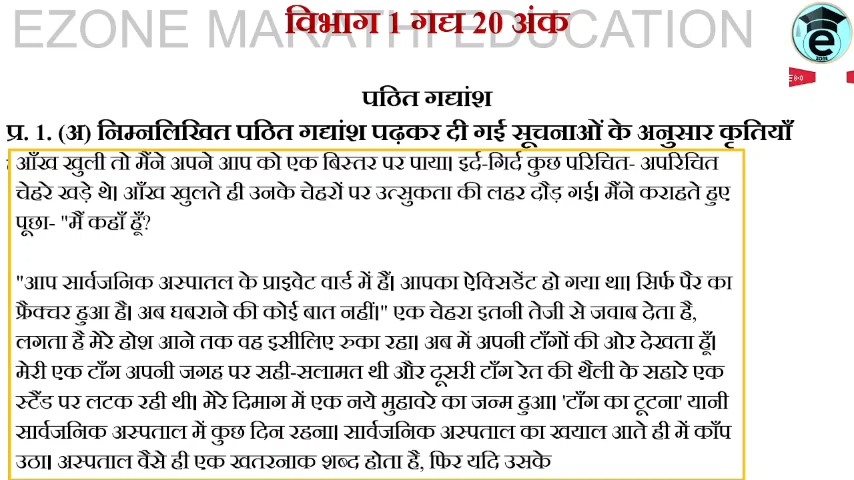 EZONE MARATHI EDUCATION
विभाग 1 गद्य 20 अंक
पठित गद्यांश
प्र. 1. (अ) निम्नलिखित पठित गद्यांश पढ़कर दी गई सूचनाओं के अनुसार कृतियाँ
आँख खुली तो मैंने अपने आप को एक बिस्तर पर पाया। इर्द-गिर्द कुछ परिचित- अपरिचित
चेहरे खड़े थे। आँख खुलते ही उनके चेहरों पर उत्सुकता की लहर दौड़ गई। मैंने कराहते हुए
पूछा- "मैं कहाँ हूँ?
"आप सार्वजनिक अस्पातल के प्राइवेट वार्ड में हैं। आपका ऐक्सिडेंट हो गया था। सिर्फ पैर का
फ्रैक्चर हुआ है। अब घबराने की कोई बात नहीं।" एक चेहरा इतनी तेजी से जवाब देता है,
लगता है मेरे होश आने तक वह इसीलिए रुका रहा। अब में अपनी टाँगों की ओर देखता हूँ।
मेरी एक टाँग अपनी जगह पर सही-सलामत थी और दूसरी टाँग रेत की थैली के सहारे एक
स्टैंड पर लटक रही थी। मेरे दिमाग में एक नये मुहावरे का जन्म हुआ। 'टाँग का टूटना' यानी
सार्वजनिक अस्पताल में कुछ दिन रहना। सार्वजनिक अस्पताल का खयाल आते ही में काँप
उठा। अस्पताल वैसे ही एक खतरनाक शब्द होता है, फिर यदि उसके